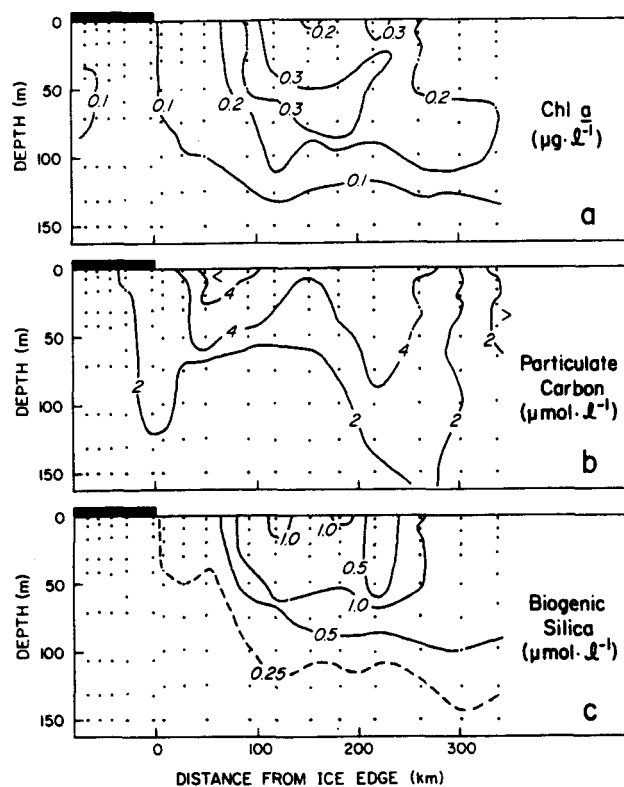 0
0.2
0.3
0.1
0.1
0.2
0.3
0.3
0.2
0.1
50
100
150
DEPTH (m)
Chl a
(µg·ℓ⁻¹)
a
0
<
4
4
4
>
2
2
2
2
50
100
150
DEPTH (m)
Particulate
Carbon
(µmol·ℓ⁻¹)
b
0
1.0
1.0
0.5
1.0
0.5
0.25
50
100
150
DEPTH (m)
Biogenic
Silica
(µmol·ℓ⁻¹)
c
0 100 200 300
DISTANCE FROM ICE EDGE (km)